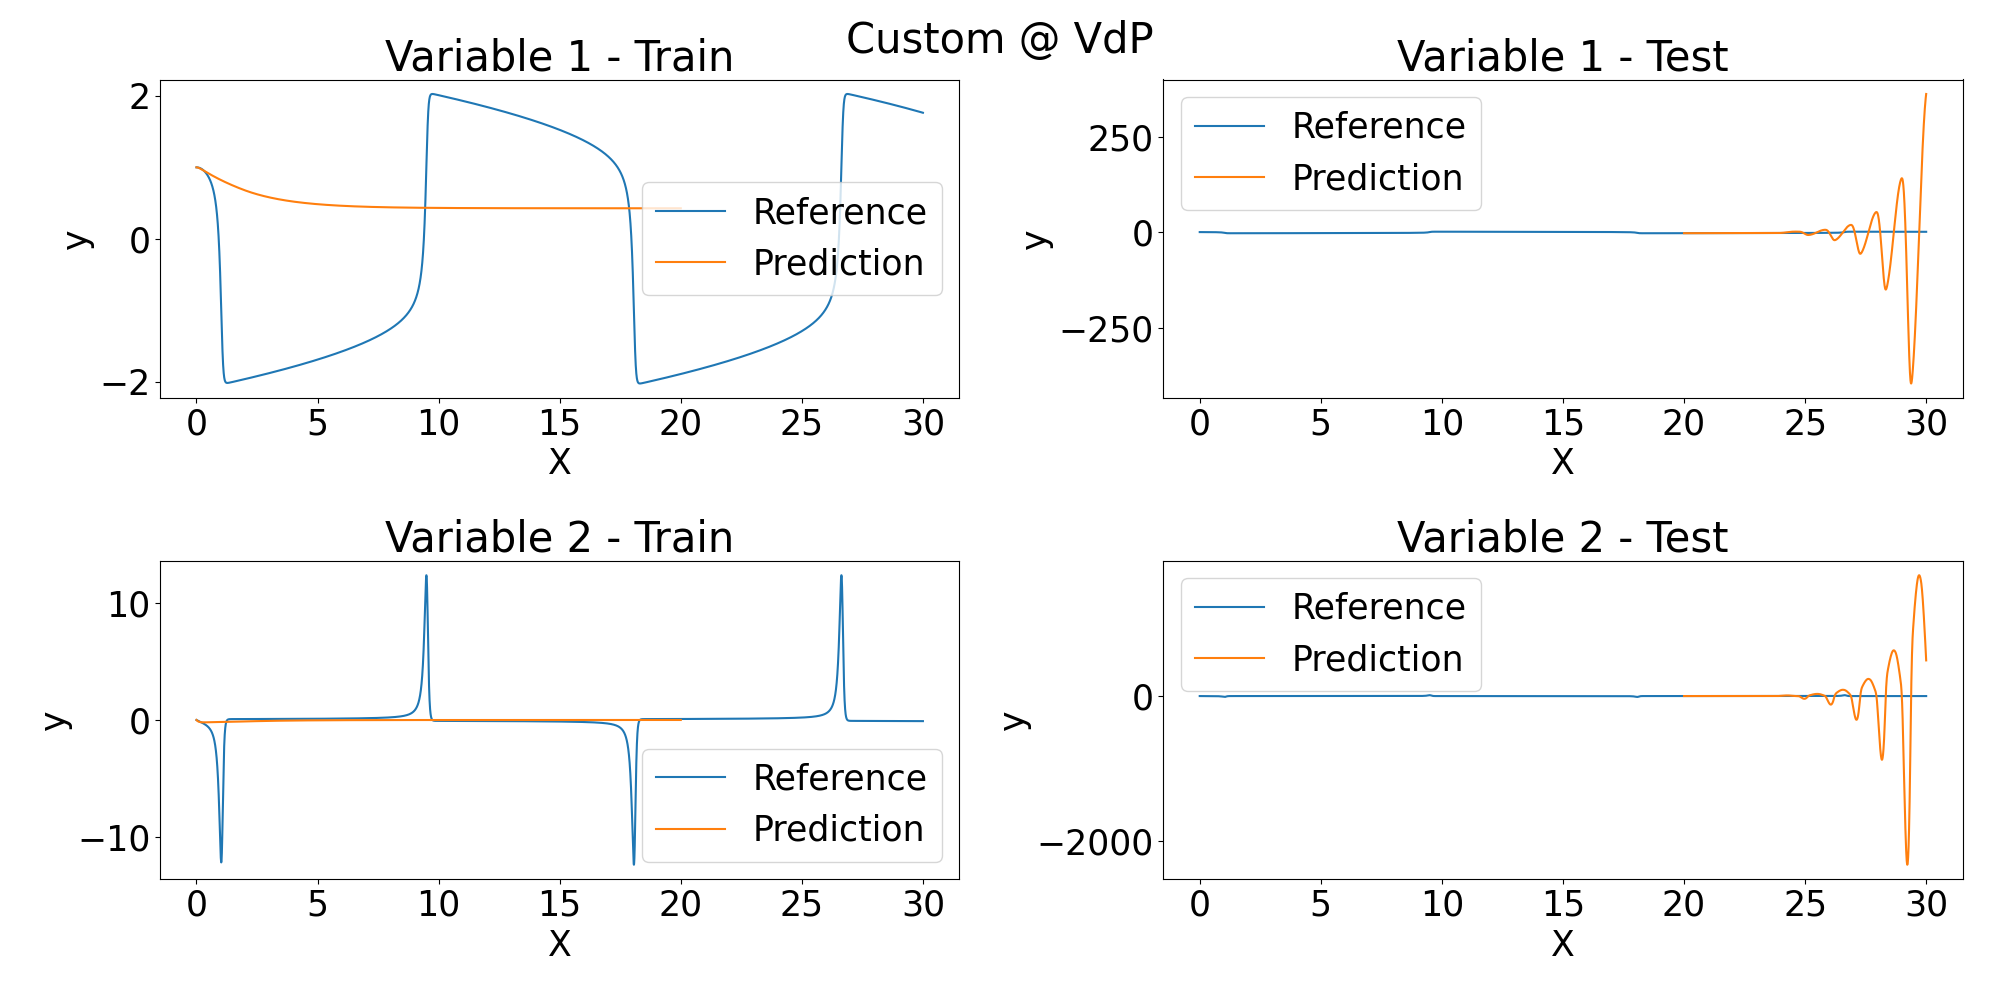 Custom @ VdP
Variable 1 - Train
2
0
−2
y
0 5 10 15 20 25 30
X
Reference
Prediction
Variable 1 - Test
250
0
−250
y
0 5 10 15 20 25 30
X
Reference
Prediction
Variable 2 - Train
10
0
−10
y
0 5 10 15 20 25 30
X
Reference
Prediction
Variable 2 - Test
0
−2000
y
0 5 10 15 20 25 30
X
Reference
Prediction